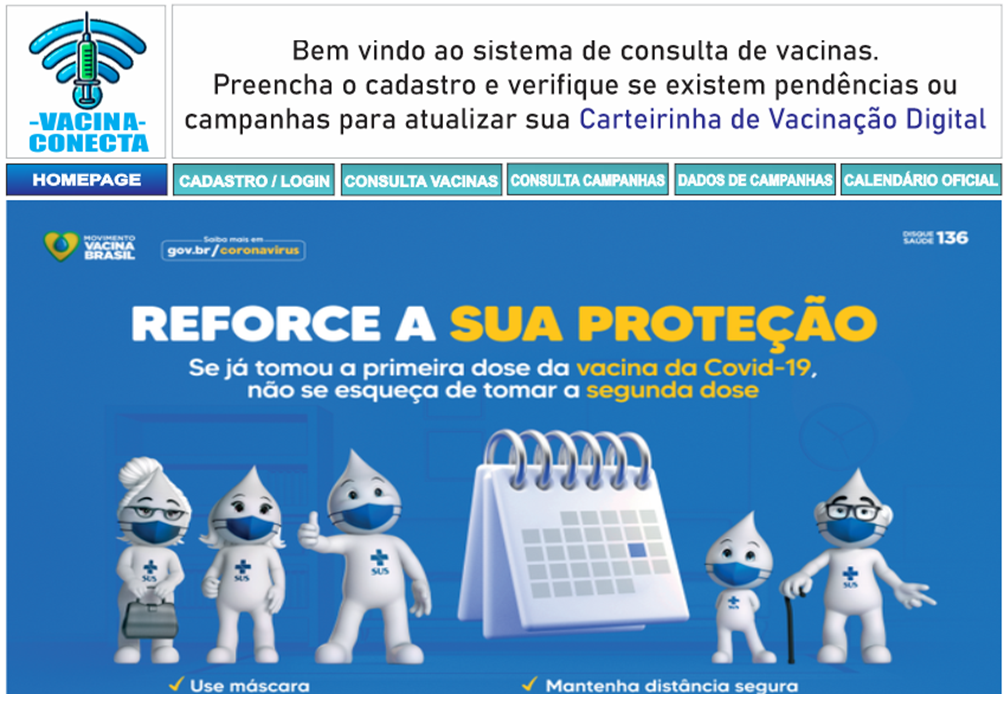 -VACINA-
CONECTA
Bem vindo ao sistema de consulta de vacinas.
Preencha o cadastro e verifique se existem pendências ou
campanhas para atualizar sua Carteirinha de Vacinação Digital
HOMEPAGE
CADASTRO / LOGIN
CONSULTA VACINAS
CONSULTA CAMPANHAS
DADOS DE CAMPANHAS
CALENDÁRIO OFICIAL
MOVIMENTO
VACINA
BRASIL
Saiba mais em
gov.br/coronavirus
DISQUE
SAÚDE 136
REFORCE A SUA PROTEÇÃO
Se já tomou a primeira dose da vacina da Covid-19,
não se esqueça de tomar a segunda dose
SUS
SUS
SUS
SUS
SUS
Use máscara
Mantenha distância segura